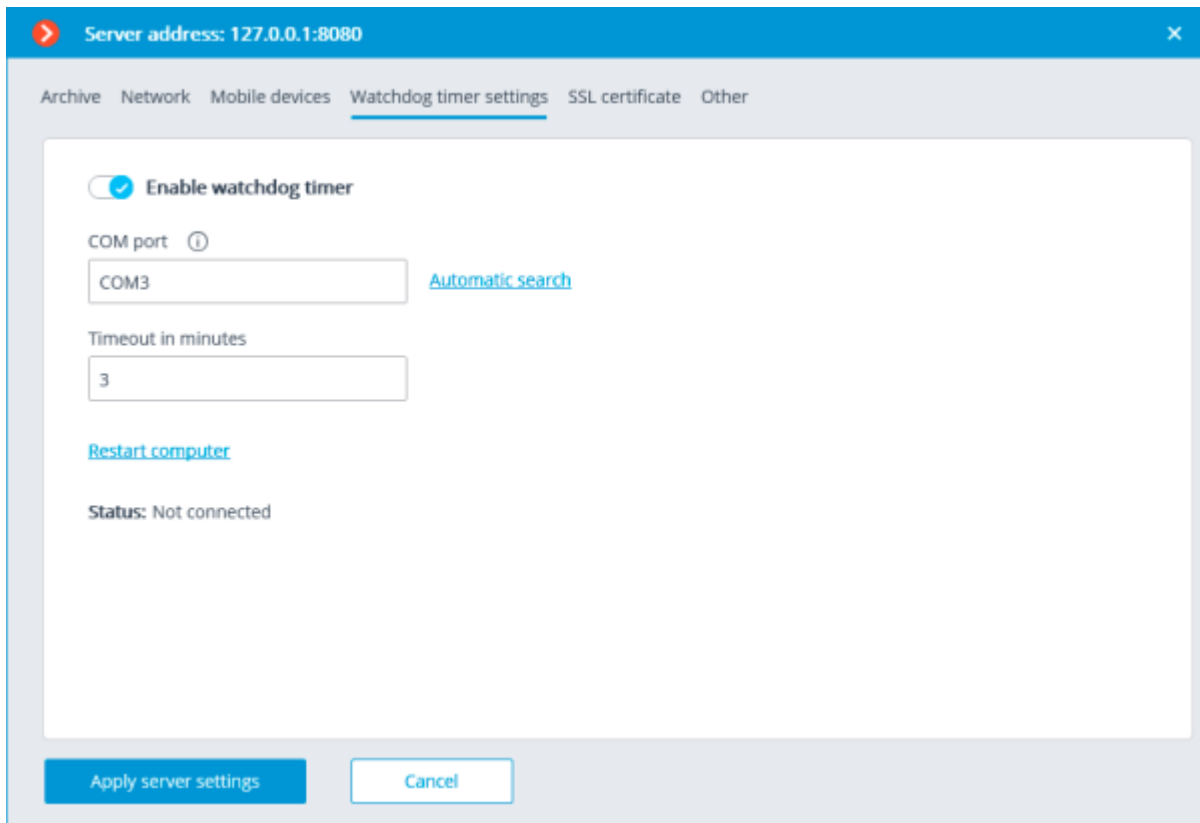 Server address: 127.0.0.1:8080
Archive Network Mobile devices Watchdog timer settings SSL certificate Other
Enable watchdog timer
COM port
COM3 Automatic search
Timeout in minutes
3
Restart computer
Status: Not connected
Apply server settings Cancel